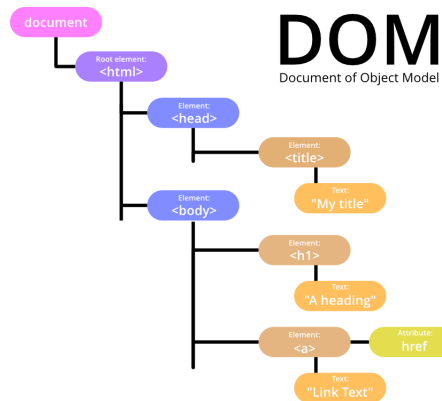 document
DOM
Document of Object Model
Root element:
<html>
Element:
<head>
Element:
<title>
Text:
"My title"
Element:
<body>
Element:
<h1>
Text:
"A heading"
Element:
<a>
Attribute:
href
Text:
"Link Text"